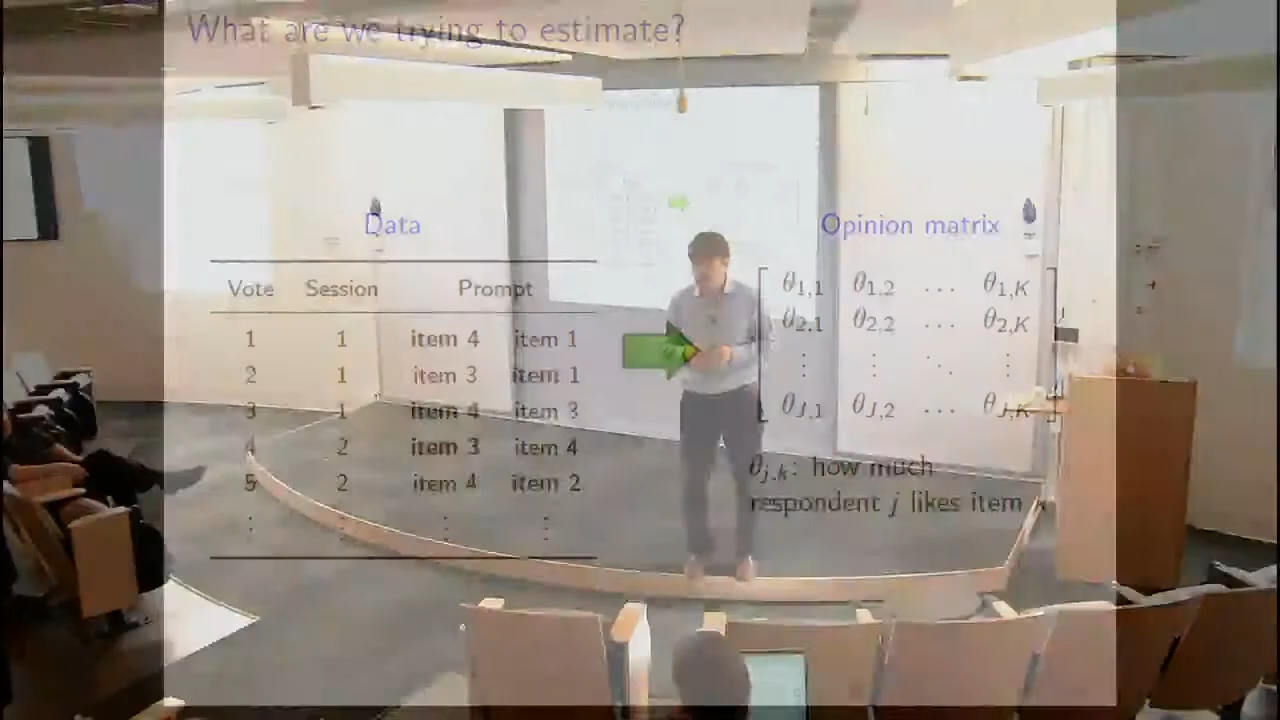 What are we trying to estimate?
Data
Vote Session Prompt
1 1 item 4 item 1
2 1 item 3 item 1
3 1 item 4 item 3
4 2 item 3 item 4
5 2 item 4 item 2
⋮ ⋮ ⋮ ⋮
Opinion matrix
θ1,1 θ1,2 … θ1,K
θ2,1 θ2,2 … θ2,K
⋮ ⋮ ⋱ ⋮
θJ,1 θJ,2 … θJ,K
θj,k: how much
respondent j likes item k